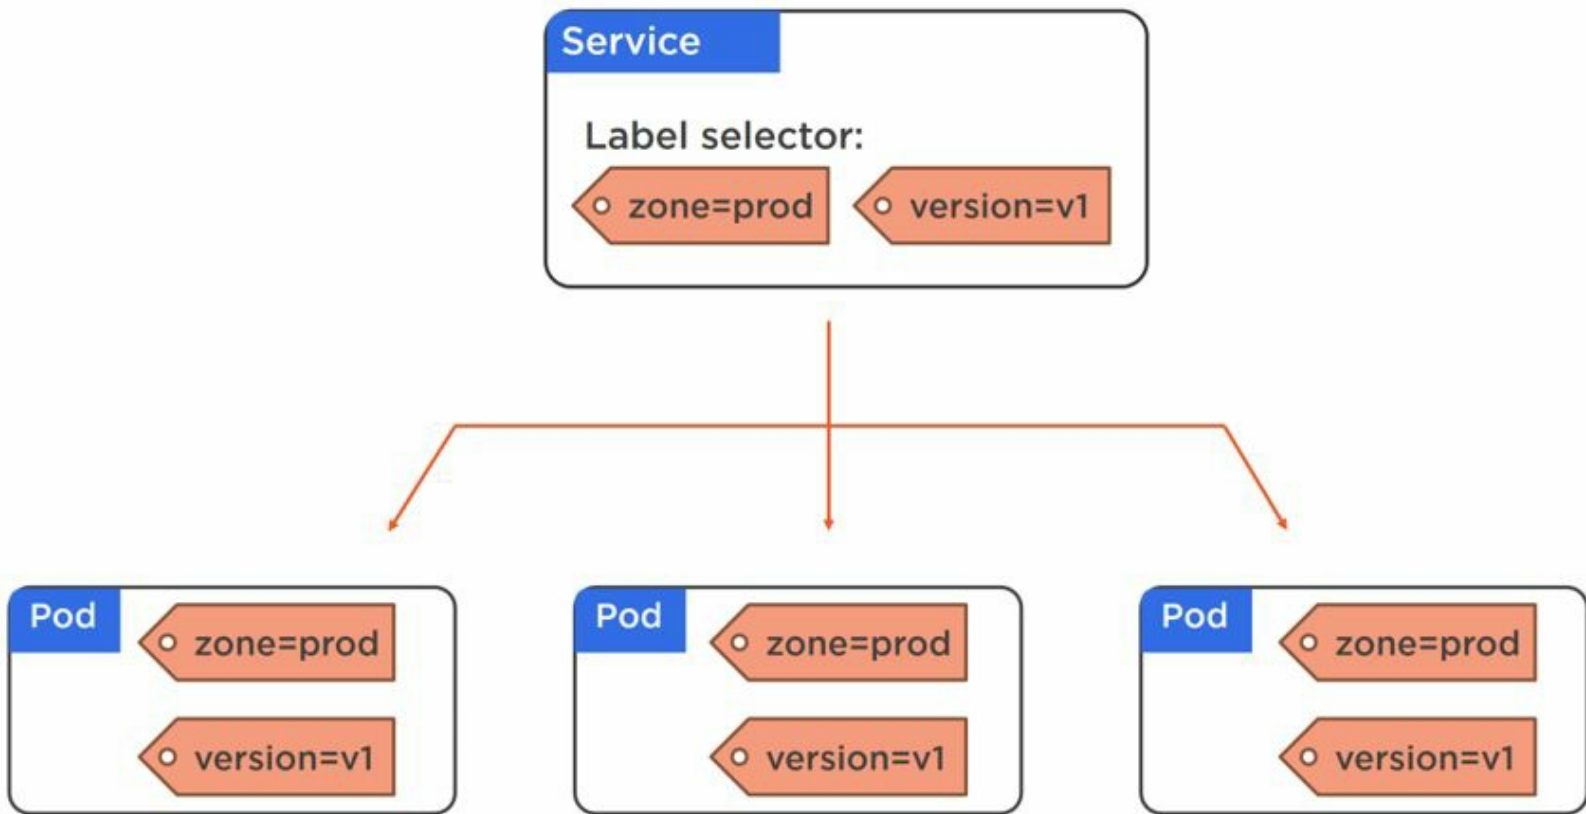 Service
Label selector:
zone=prod version=v1
Pod zone=prod
version=v1
Pod zone=prod
version=v1
Pod zone=prod
version=v1